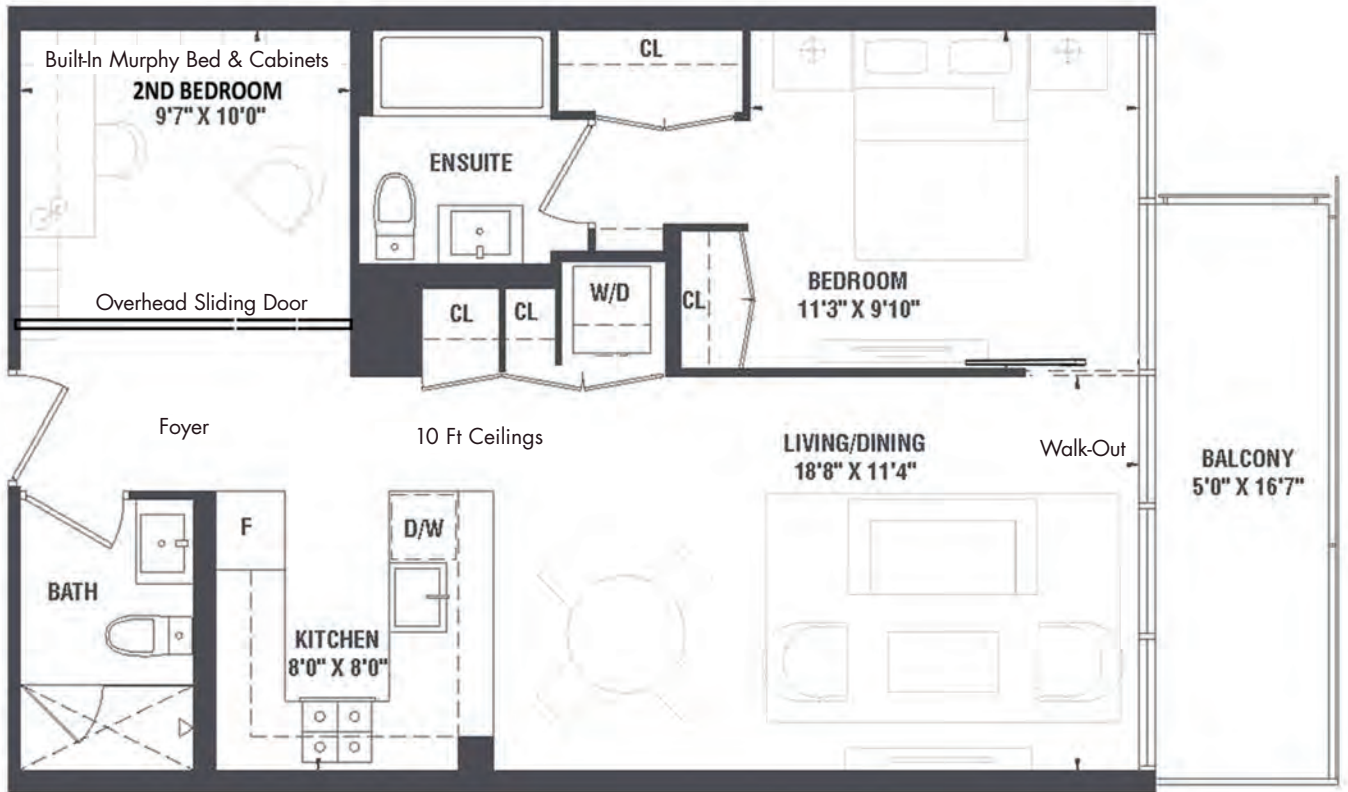 Built-In Murphy Bed & Cabinets
2ND BEDROOM
9'7" X 10'0"
Overhead Sliding Door
ENSUITE
CL
CL
CL
W/D
CL
BEDROOM
11'3" X 9'10"
Foyer
10 Ft Ceilings
LIVING/DINING
18'8" X 11'4"
Walk-Out
BALCONY
5'0" X 16'7"
F
D/W
BATH
KITCHEN
8'0" X 8'0"